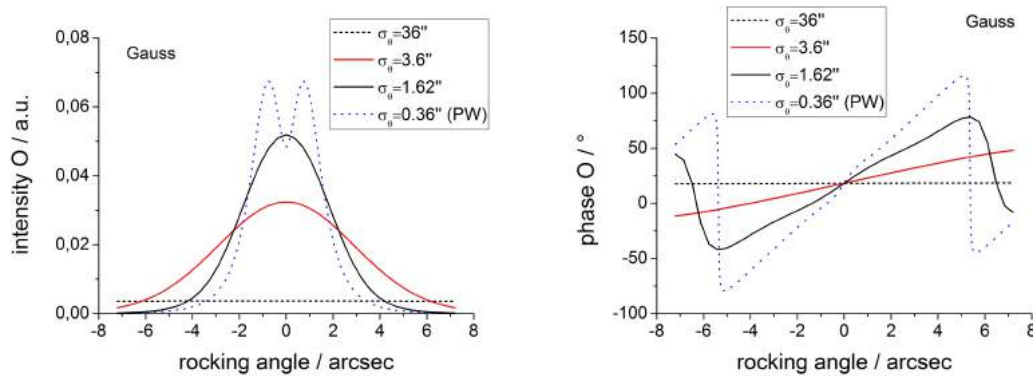 Gauss
σθ=36"
σθ=3.6"
σθ=1.62"
σθ=0.36" (PW)
0,08
0,06
0,04
0,02
0,00
intensity O / a.u.
-8 -6 -4 -2 0 2 4 6 8
rocking angle / arcsec
σθ=36"
σθ=3.6"
σθ=1.62"
σθ=0.36" (PW)
Gauss
150
100
50
0
-50
-100
phase O / °
-8 -6 -4 -2 0 2 4 6 8
rocking angle / arcsec